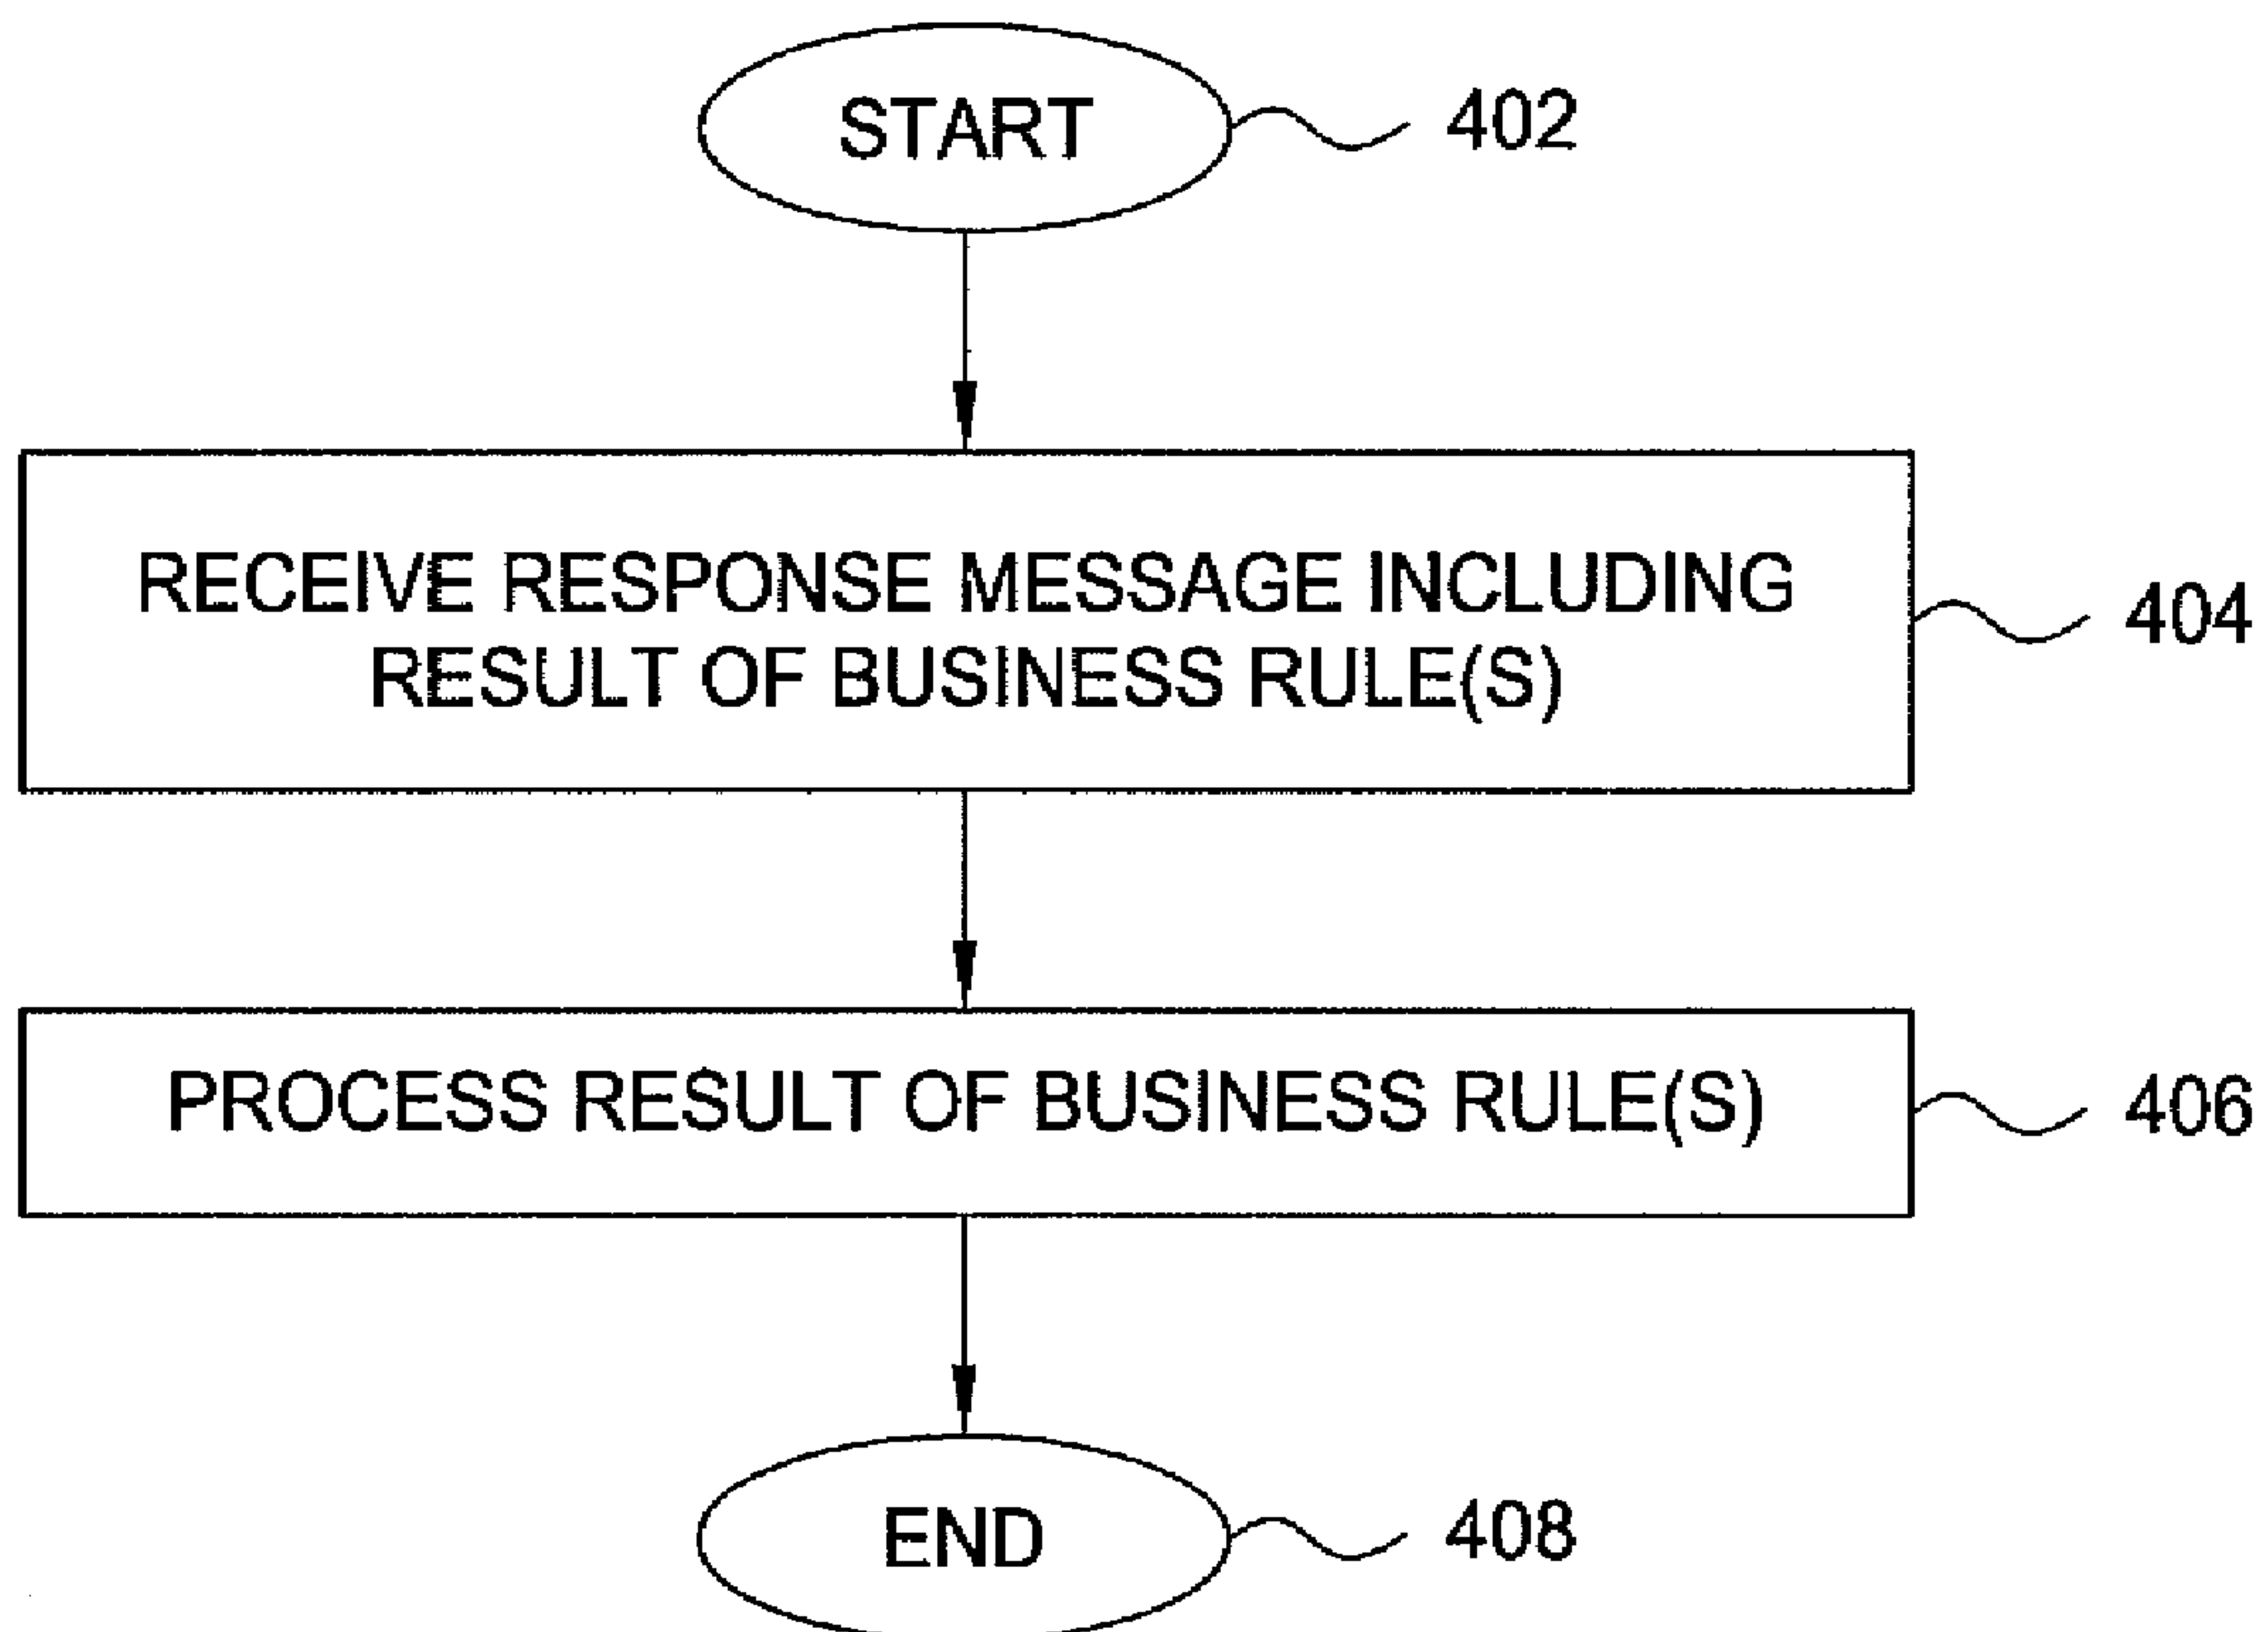 START
402
RECEIVE RESPONSE MESSAGE INCLUDING
RESULT OF BUSINESS RULE(S)
404
PROCESS RESULT OF BUSINESS RULE(S)
406
END
408